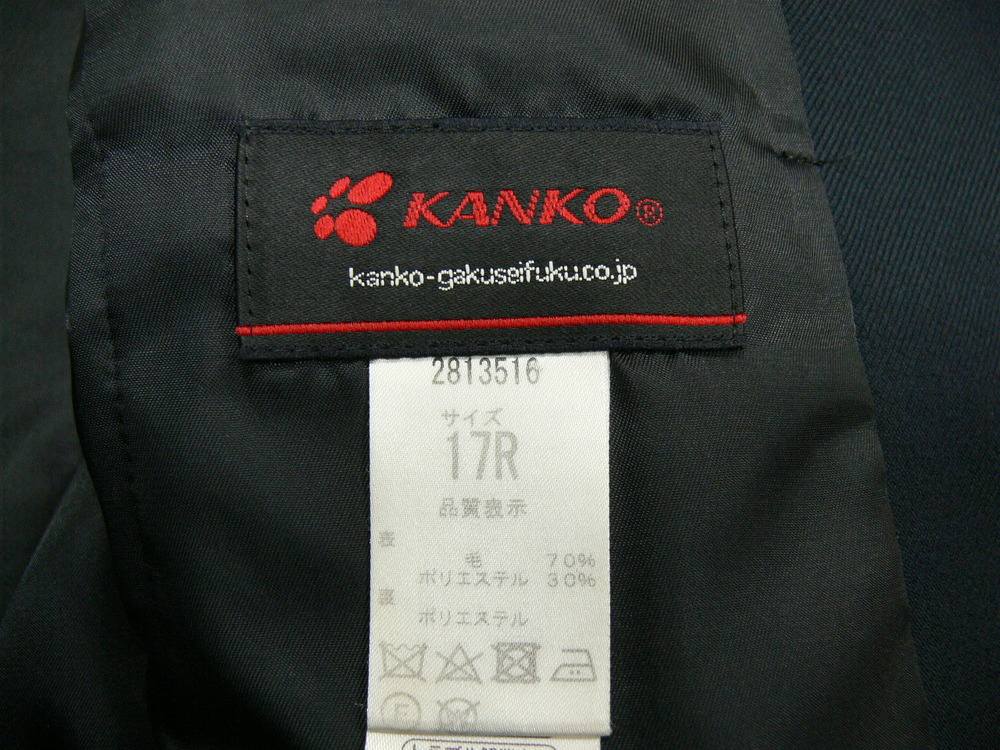 KANKO®
kanko-gakuseifuku.co.jp
2813516
サイズ
17R
品質表示
表
毛 70%
ポリエステル 30%
裏
ポリエステル
F